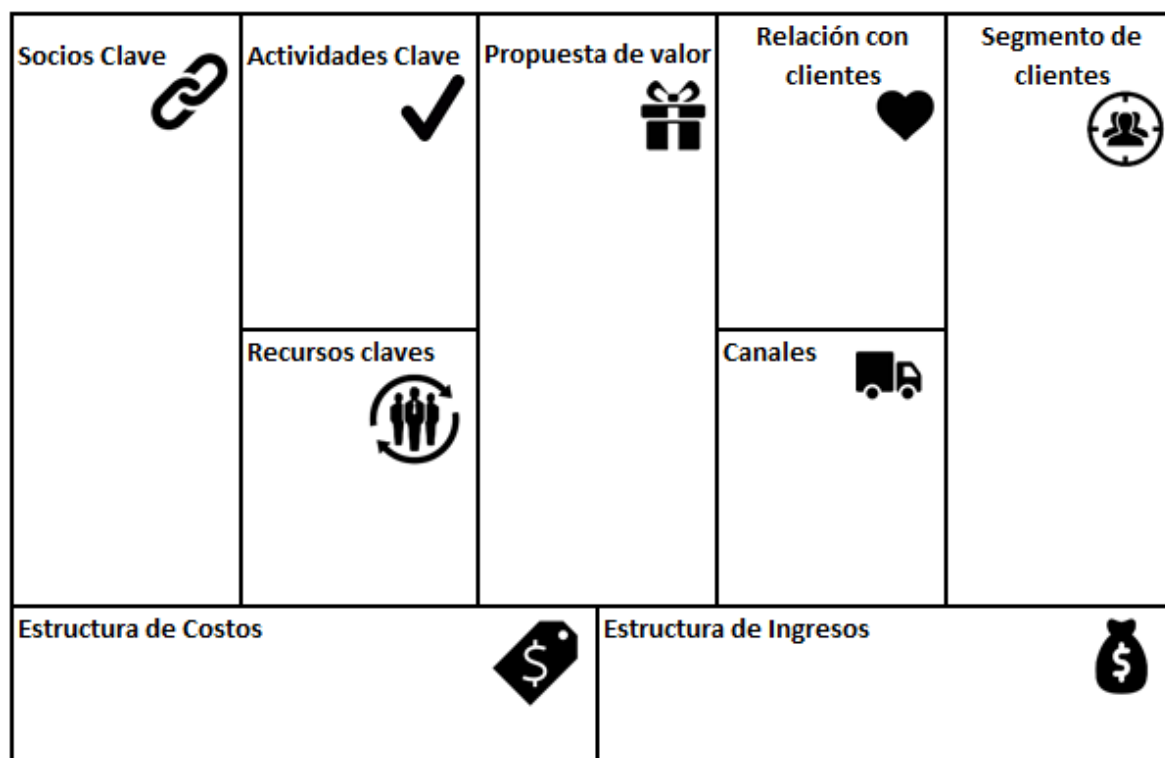 Socios Clave
Actividades Clave
Propuesta de valor
Relación con
clientes
Segmento de
clientes
Recursos claves
Canales
Estructura de Costos
$
Estructura de Ingresos
$